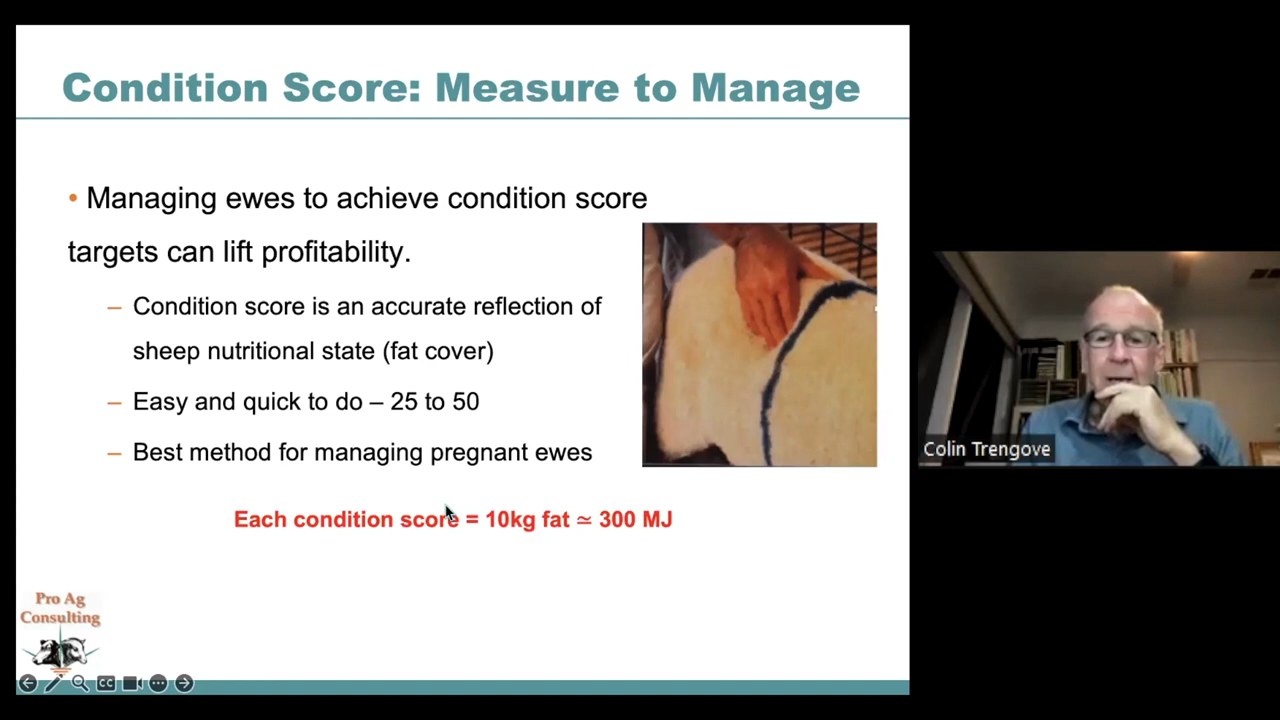 Condition Score: Measure to Manage
• Managing ewes to achieve condition score
targets can lift profitability.
– Condition score is an accurate reflection of
sheep nutritional state (fat cover)
– Easy and quick to do – 25 to 50
– Best method for managing pregnant ewes
Each condition score = 10kg fat ≃ 300 MJ
Pro Ag
Consulting
CC
Colin Trengove